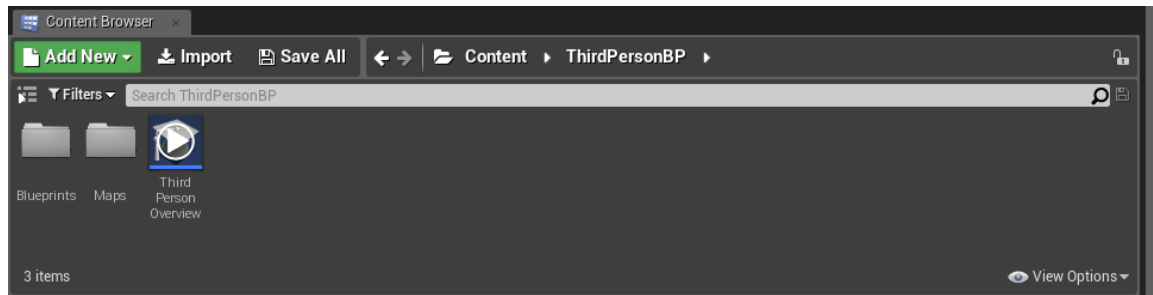 Content Browser
Add New Import Save All Content ThirdPersonBP
Filters Search ThirdPersonBP
Blueprints Maps Third
Person
Overview
3 items View Options